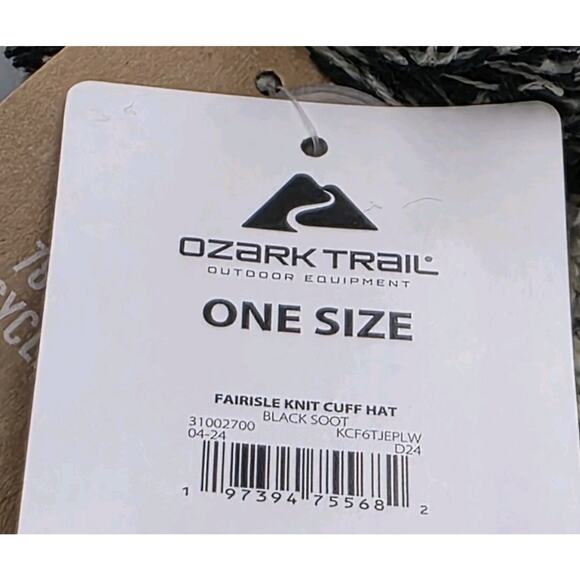 OZARK TRAIL®
OUTDOOR EQUIPMENT
ONE SIZE
FAIRISLE KNIT CUFF HAT
BLACK SOOT
31002700 KCF6TJEPLW
04-24 D24
1 97394 75568 2